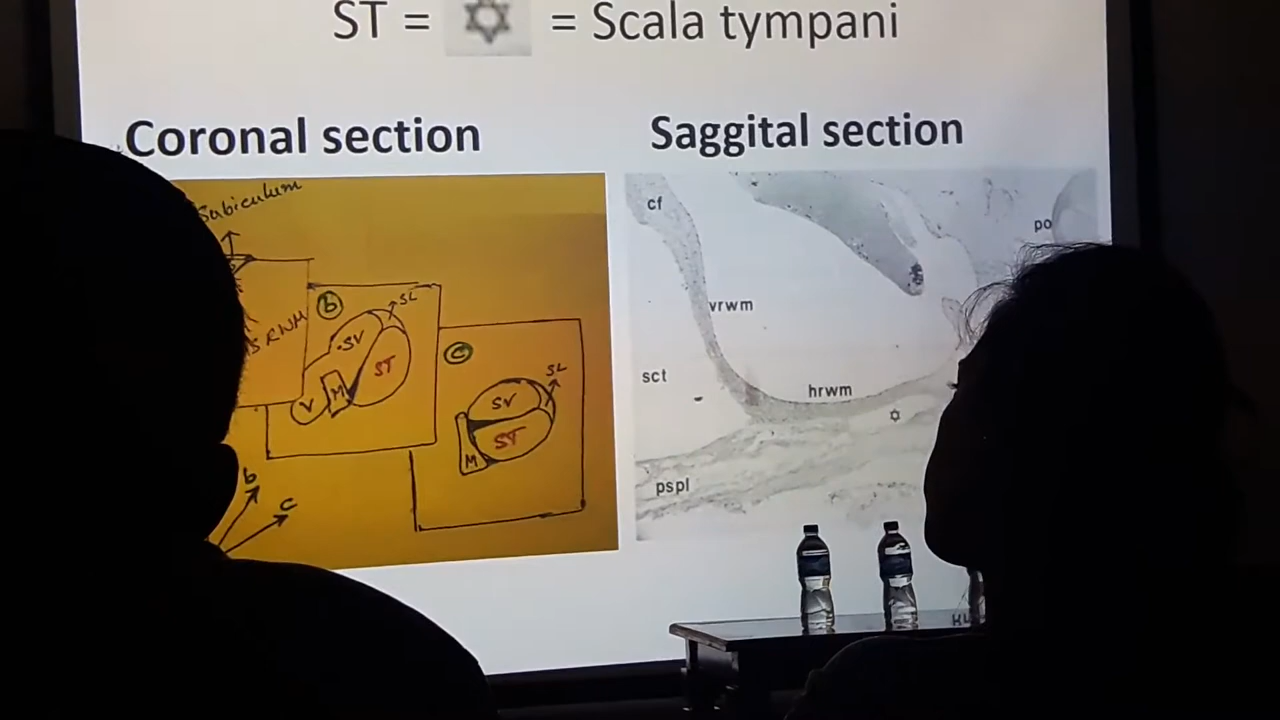 ST = ✡ = Scala tympani
Coronal section
Saggital section
Subiculum
SRWM
b
SL
SV
ST
M
V
c
SL
SV
ST
M
b
c
cf
po
vrwm
sct
hrwm
✡
pspl